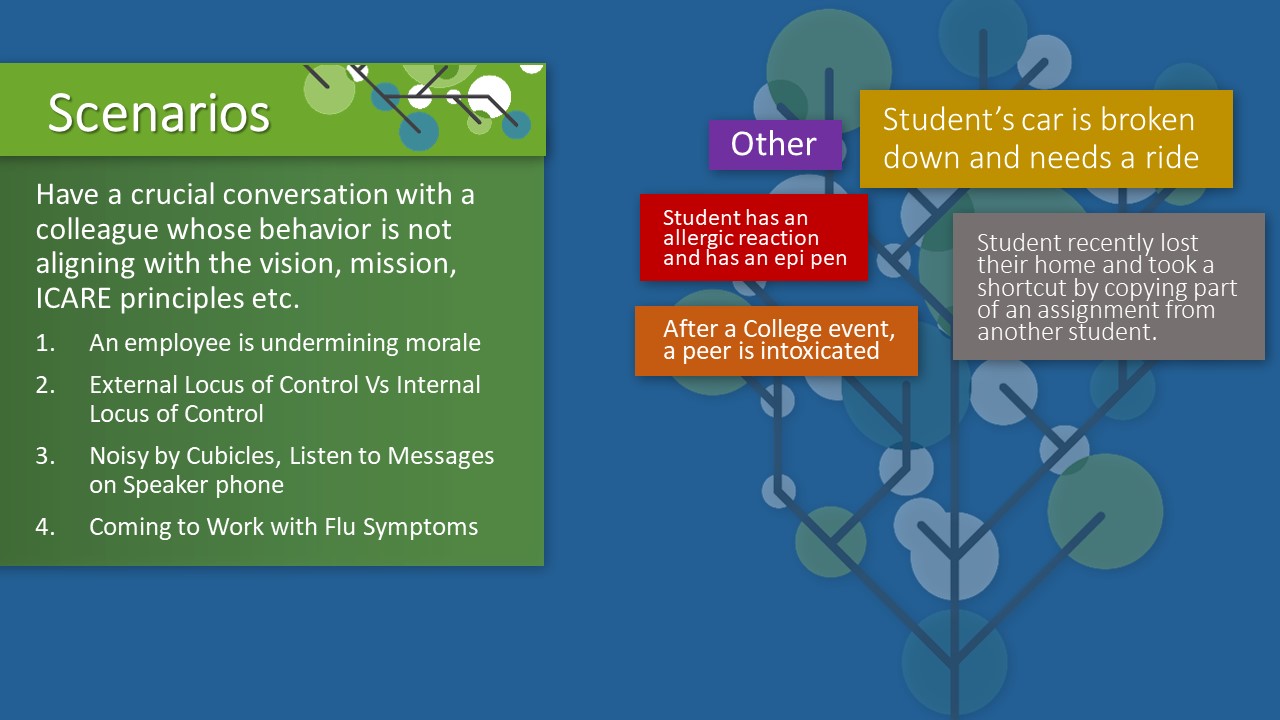 Scenarios
Have a crucial conversation with a
colleague whose behavior is not
aligning with the vision, mission,
ICARE principles etc.
1. An employee is undermining morale
2. External Locus of Control Vs Internal
Locus of Control
3. Noisy by Cubicles, Listen to Messages
on Speaker phone
4. Coming to Work with Flu Symptoms
Other
Student’s car is broken
down and needs a ride
Student has an
allergic reaction
and has an epi pen
Student recently lost
their home and took a
shortcut by copying part
of an assignment from
another student.
After a College event,
a peer is intoxicated